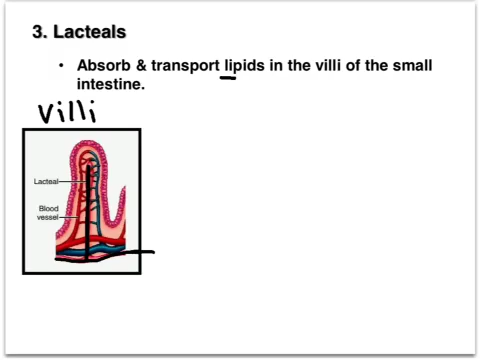 3. Lacteals
• Absorb & transport lipids in the villi of the small
intestine.
Villi
Lacteal
Blood
vessel